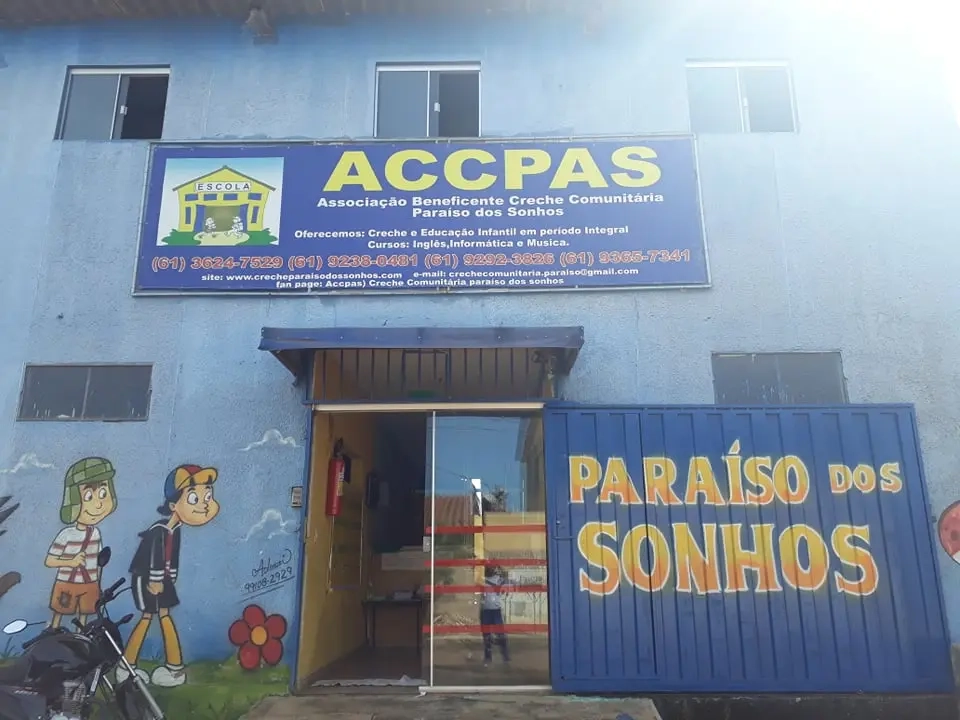 ESCOLA
ACCPAS
Associação Beneficente Creche Comunitária
Paraíso dos Sonhos
Oferecemos: Creche e Educação Infantil em período Integral
Cursos: Inglês,Informática e Musica.
(61) 3624-7529 (61) 9238-0481 (61) 9292-3826 (61) 9365-7341
site: www.crecheparaisodossonhos.com e-mail: crechecomunitaria.paraiso@gmail.com
fan page: Accpas) Creche Comunitária paraíso dos sonhos
PARAÍSO DOS
SONHOS
99108-2929